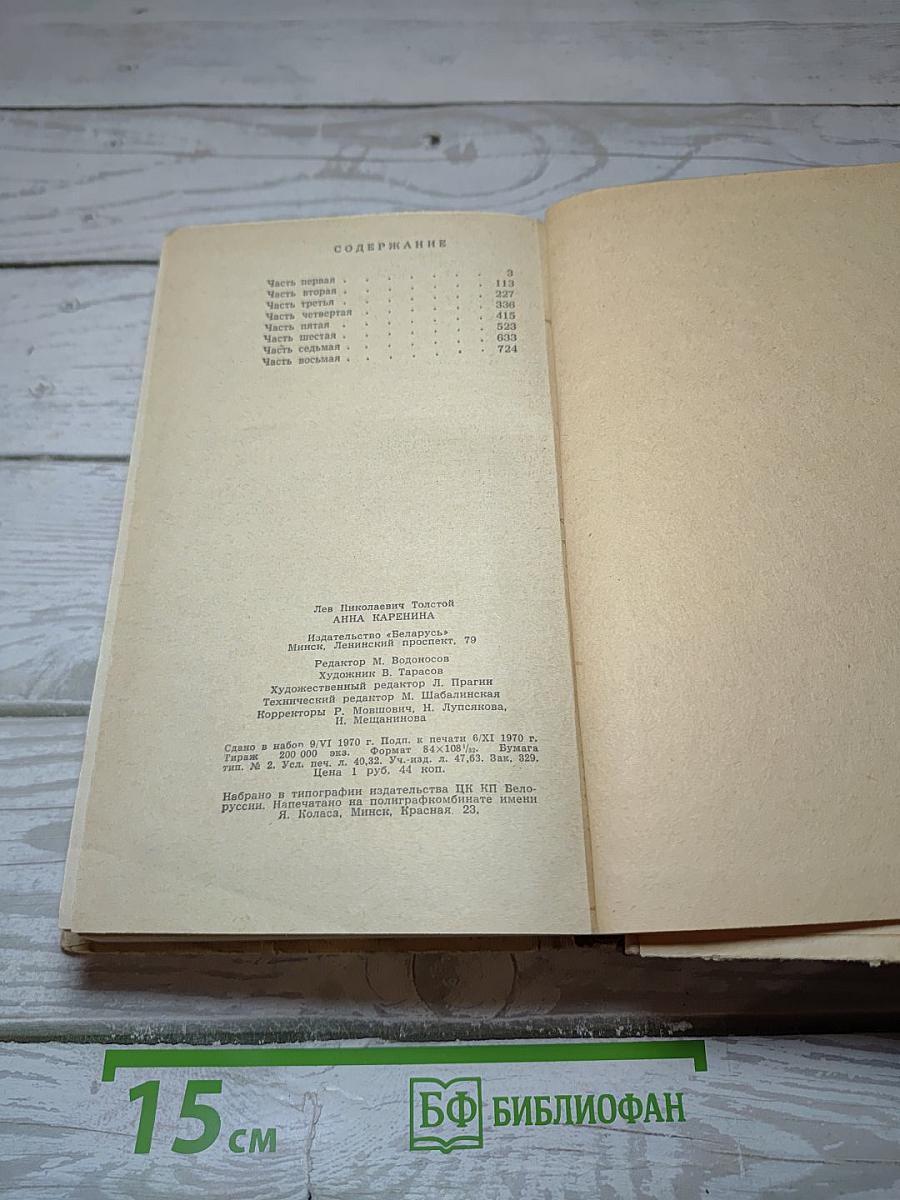 СОДЕРЖАНИЕ
Часть первая . . . . . . 3
Часть вторая . . . . . . 113
Часть третья . . . . . . 227
Часть четвертая . . . . . . 336
Часть пятая . . . . . . 415
Часть шестая . . . . . . 523
Часть седьмая . . . . . . 633
Часть восьмая . . . . . . 724
Лев Николаевич Толстой
АННА КАРЕНИНА
Издательство «Беларусь»
Минск, Ленинский проспект, 79
Редактор М. Водоносов
Художник В. Тарасов
Художественный редактор Л. Прагин
Технический редактор М. Шабалинская
Корректоры Р. Мовшович, Н. Лупсякова,
И. Мещанинова
Сдано в набор 9/VI 1970 г. Подп. к печати 6/XI 1970 г.
Тираж 200 000 экз. Формат 84×108¹/₃₂. Бумага
тип. № 2. Усл. печ. л. 40,32. Уч.-изд. л. 47,63. Зак. 329.
Цена 1 руб. 44 коп.
Набрано в типографии издательства ЦК КП Бело-
руссии. Напечатано на полиграфкомбинате имени
Я. Коласа, Минск, Красная 23.
15 см
БФ БИБЛИОФАН